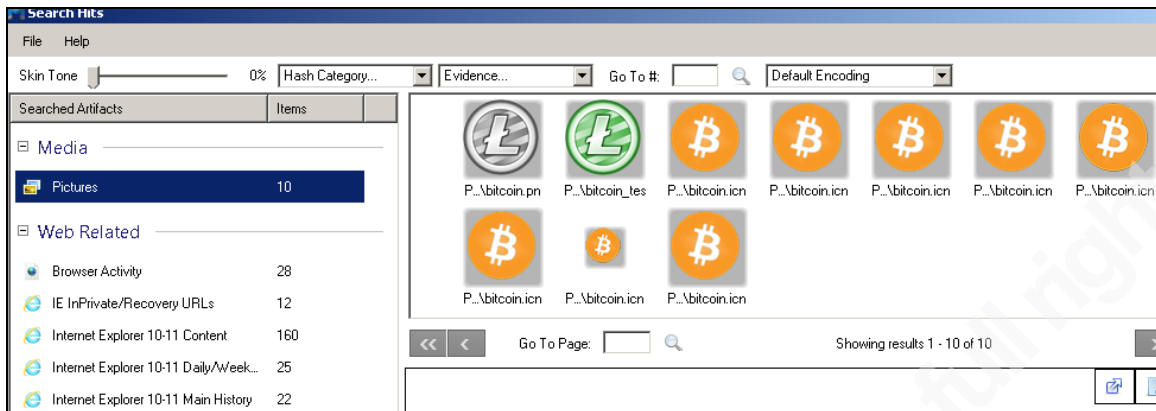 Search Hits
File Help
Skin Tone 0% Hash Category... Evidence... Go To #: Default Encoding
Searched Artifacts Items
Media
Pictures 10
Web Related
Browser Activity 28
IE InPrivate/Recovery URLs 12
Internet Explorer 10-11 Content 160
Internet Explorer 10-11 Daily/Week... 25
Internet Explorer 10-11 Main History 22
P...\bitcoin.pn P...\bitcoin_tes P...\bitcoin.icn P...\bitcoin.icn P...\bitcoin.icn P...\bitcoin.icn P...\bitcoin.icn
P...\bitcoin.icn P...\bitcoin.icn P...\bitcoin.icn
<< < Go To Page: Showing results 1 - 10 of 10
full right